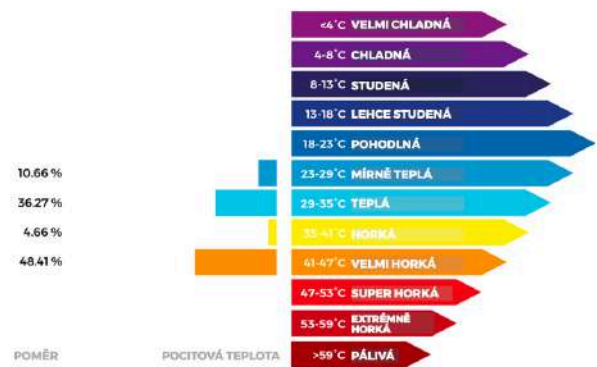 <4°C VELMI CHLADNÁ
4-8°C CHLADNÁ
8-13°C STUDENÁ
13-18°C LEHCE STUDENÁ
18-23°C POHODLNÁ
10.66 % 23-29°C MÍRNĚ TEPLÁ
36.27 % 29-35°C TEPLÁ
4.66 % 35-41°C HORKÁ
48.41 % 41-47°C VELMI HORKÁ
47-53°C SUPER HORKÁ
53-59°C EXTRÉMNĚ HORKÁ
POMĚR POCITOVÁ TEPLOTA >59°C PÁLIVÁ